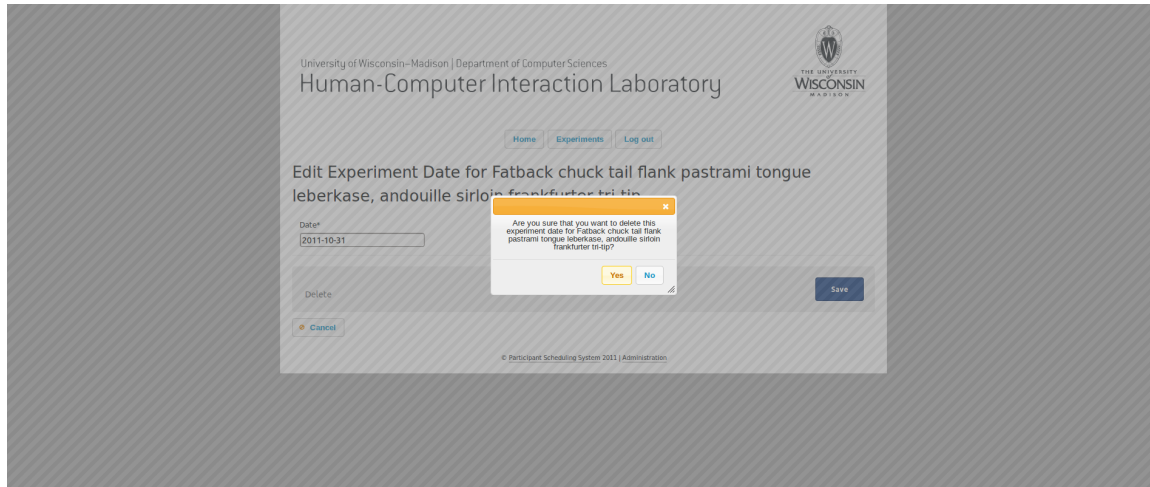 University of Wisconsin–Madison | Department of Computer Sciences
Human-Computer Interaction Laboratory
W
THE UNIVERSITY
of
WISCONSIN
MADISON
Home Experiments Log out
Edit Experiment Date for Fatback chuck tail flank pastrami tongue
leberkase, andouille sirloin frankfurter tri-tip
Date*
2011-10-31
Are you sure that you want to delete this
experiment date for Fatback chuck tail flank
pastrami tongue leberkase, andouille sirloin
frankfurter tri-tip?
Yes No
Delete
Save
Cancel
© Participant Scheduling System 2011 | Administration